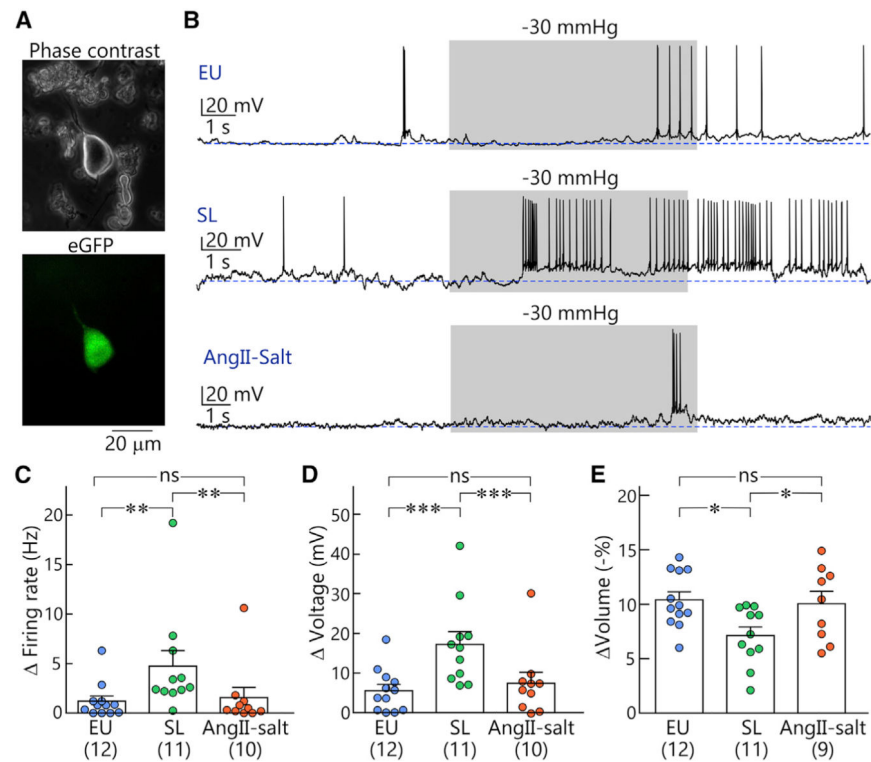 A
Phase contrast
eGFP
20 μm
B
-30 mmHg
EU
20 mV
1 s
-30 mmHg
SL
20 mV
1 s
-30 mmHg
AngII-Salt
20 mV
1 s
C
ns
** **
Δ Firing rate (Hz)
20
15
10
5
0
EU SL AngII-salt
(12) (11) (10)
D
ns
*** ***
Δ Voltage (mV)
50
40
30
20
10
0
EU SL AngII-salt
(12) (11) (10)
E
ns
* *
ΔVolume (-%)
20
15
10
5
0
EU SL AngII-salt
(12) (11) (9)